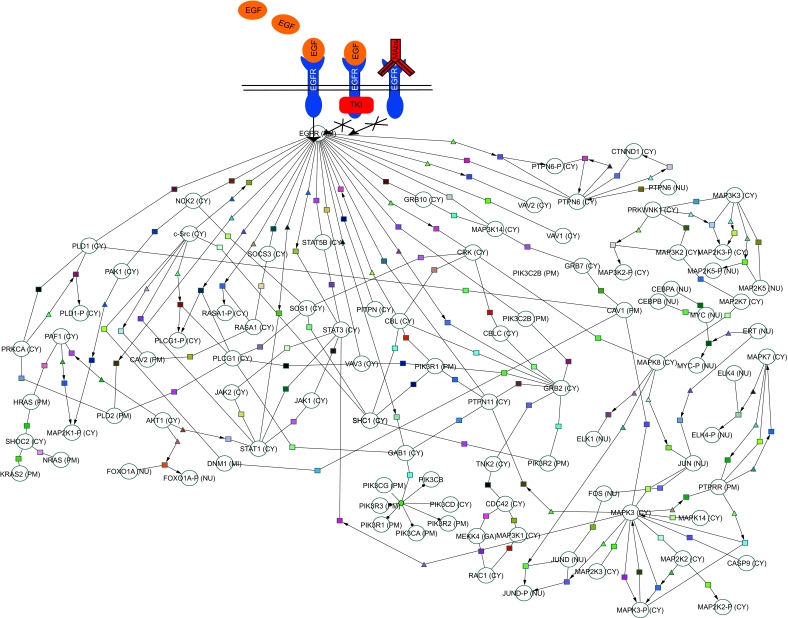 EGF
EGF
EGF
EGF
EGFR
EGFR
EGFR
TKI
CTNND1 (CY)
PTPN6-P (CY)
PTPN6 (NU)
PTPN6 (CY)
NCK2 (CY)
GRB10 (CY)
VAV2 (CY)
MAP3K3 (CY)
PRKWNK1 (CY)
c-Src (CY)
MAP3K14 (CY)
VAV1 (CY)
PLD1 (CY)
STAT5B (CY)
SOCS3 (CY)
CRK (CY)
MAP3K2 (CY)
MAP2K3-P (CY)
PAK1 (CY)
GRB7 (CY)
MAP3K2-P (CY)
MAP2K5-P (NU)
PIK3C2B (PM)
CEBPA (NU)
MAP2K5 (NU)
CEBPB (NU)
MAP2K7 (CY)
PLD1-P (CY)
RASA1-P (CY)
SOS1 (CY)
PITPN (CY)
CAV1 (PM)
MYC (NU)
PIK3C2B (PM)
CBL (CY)
RASA1 (CY)
STAT3 (CY)
CBLC (CY)
ERT (NU)
PAF1 (CY)
PLCG1-P (CY)
PRKCA (CY)
CAV2 (PM)
PLCG1 (CY)
VAV3 (CY)
PIK3R1 (PM)
MAPK8 (CY)
MYC-P (NU)
MAPK7 (CY)
ELK4 (NU)
JAK2 (CY)
GRB2 (CY)
HRAS (PM)
JAK1 (CY)
PTPN11 (CY)
PLD2 (PM)
AKT1 (CY)
SHC1 (CY)
MAP2K1-P (CY)
ELK1 (NU)
ELK4-P (NU)
SHOC2 (CY)
STAT1 (CY)
GAB1 (CY)
NRAS (PM)
DNM1 (MI)
TNK2 (CY)
PIK3R2 (PM)
JUN (NU)
KRAS2 (PM)
FOXO1A (NU)
FOXO1A-P (NU)
PIK3CG (PM)
PIK3CB
PTPRR (PM)
FOS (NU)
PIK3R3 (PM)
PIK3CD (CY)
CDC42 (CY)
MAPK3 (CY)
MAPK14 (CY)
PIK3R1 (PM)
PIK3R2 (PM)
PIK3CA (PM)
MEKK4 (GA)
MAP3K1 (CY)
JUND (NU)
MAP2K2 (CY)
CASP9 (CY)
RAC1 (CY)
MAP2K3 (CY)
JUND-P (NU)
MAPK3-P (CY)
MAP2K2-P (CY)